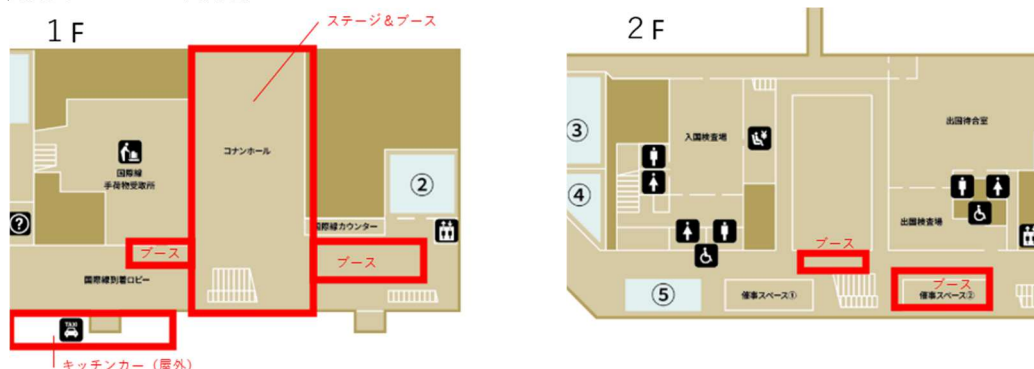 1F
ステージ&ブース
コナンホール
国際線
手荷物受取所
②
国際線カウンター
ブース
ブース
国際線到着ロビー
TAXI
キッチンカー（屋外）
2F
③
入国検査場
出国待合室
④
出国検査場
ブース
⑤
催事スペース①
ブース
催事スペース②